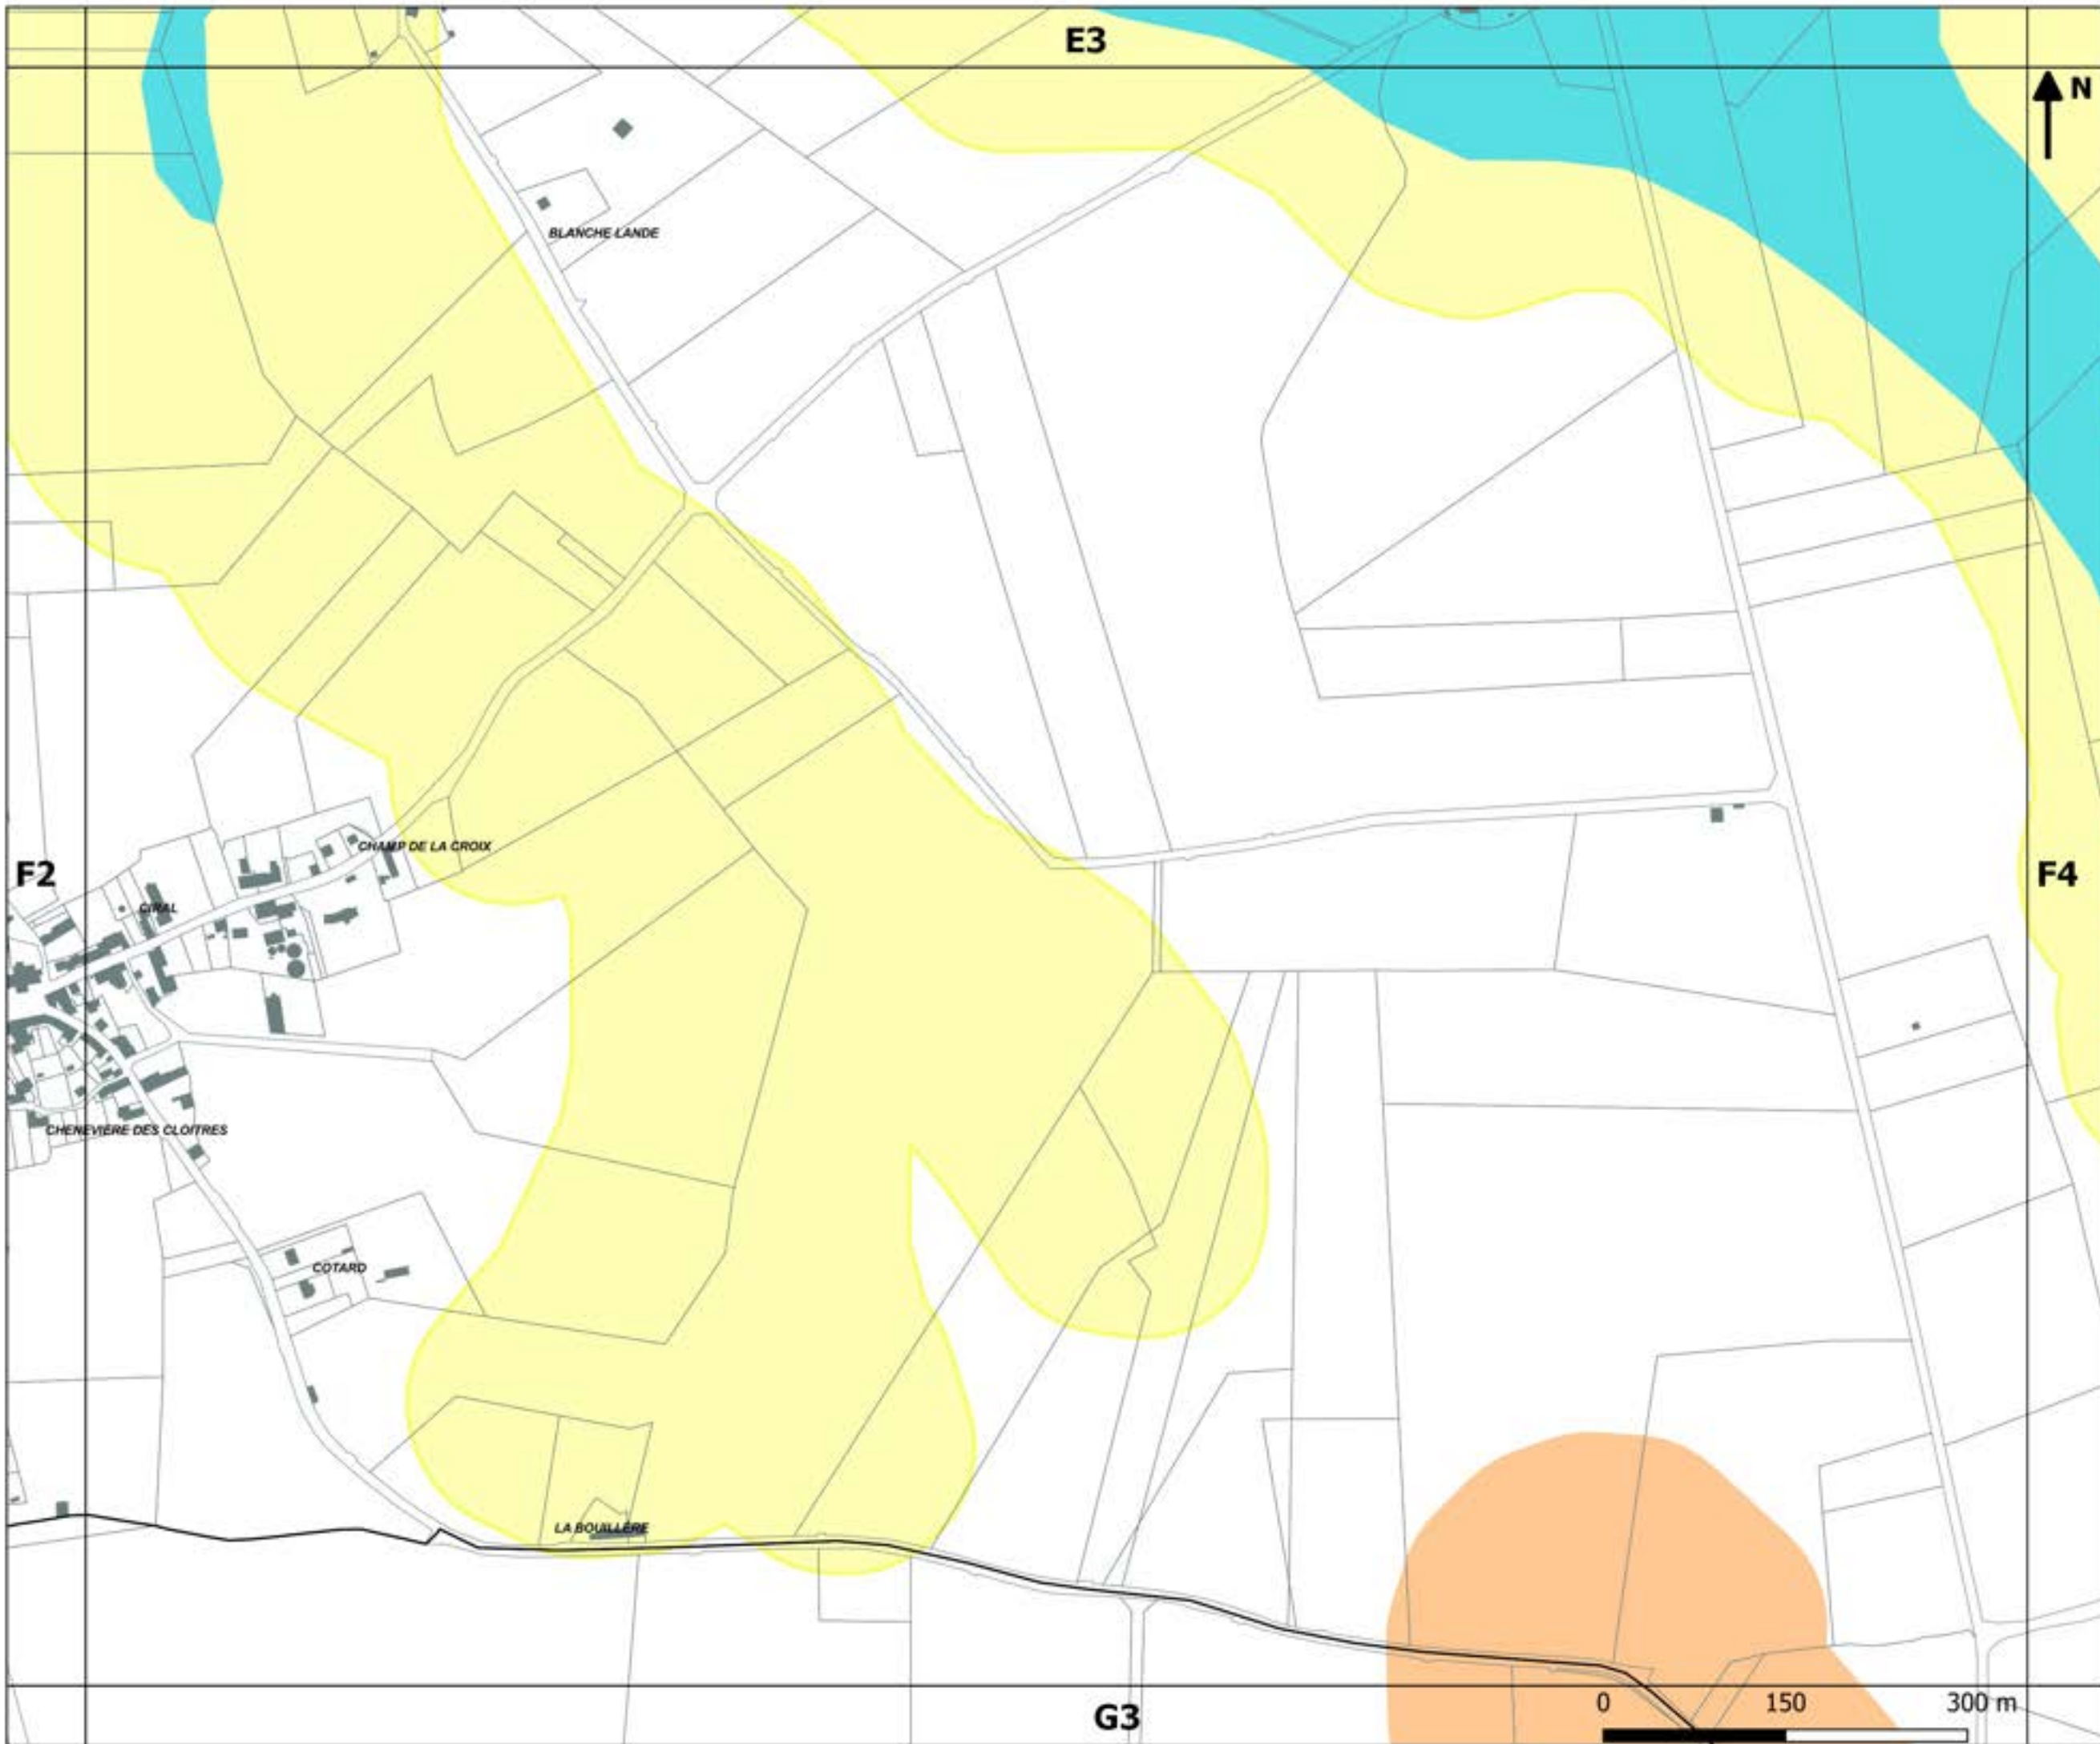 E3
N
BLANCHE LANDE
CHAMP DE LA CROIX
F2
F4
CIRAL
CHENEVIERE DES CLOITRES
COTARD
LA BOUILLERE
0 150 300 m
G3